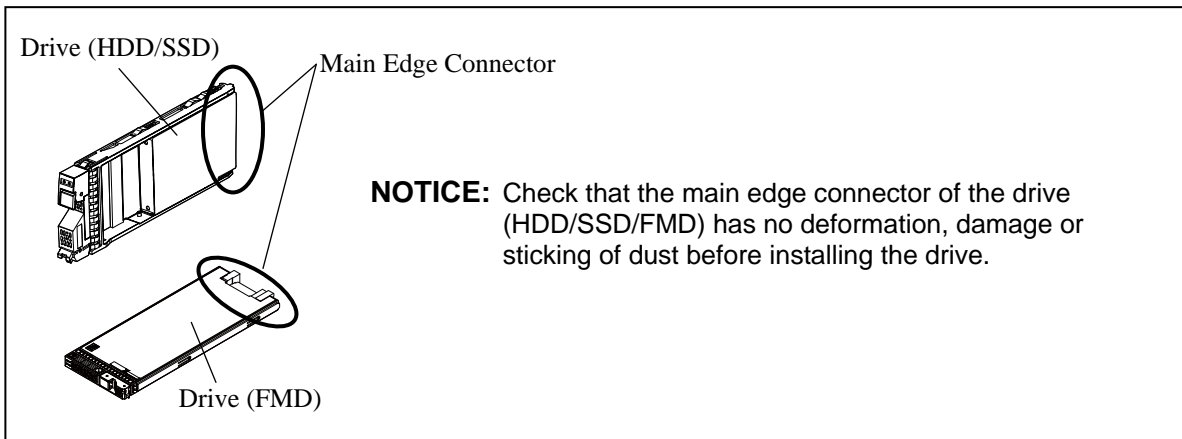 Drive (HDD/SSD)
Main Edge Connector
NOTICE: Check that the main edge connector of the drive
(HDD/SSD/FMD) has no deformation, damage or
sticking of dust before installing the drive.
Drive (FMD)